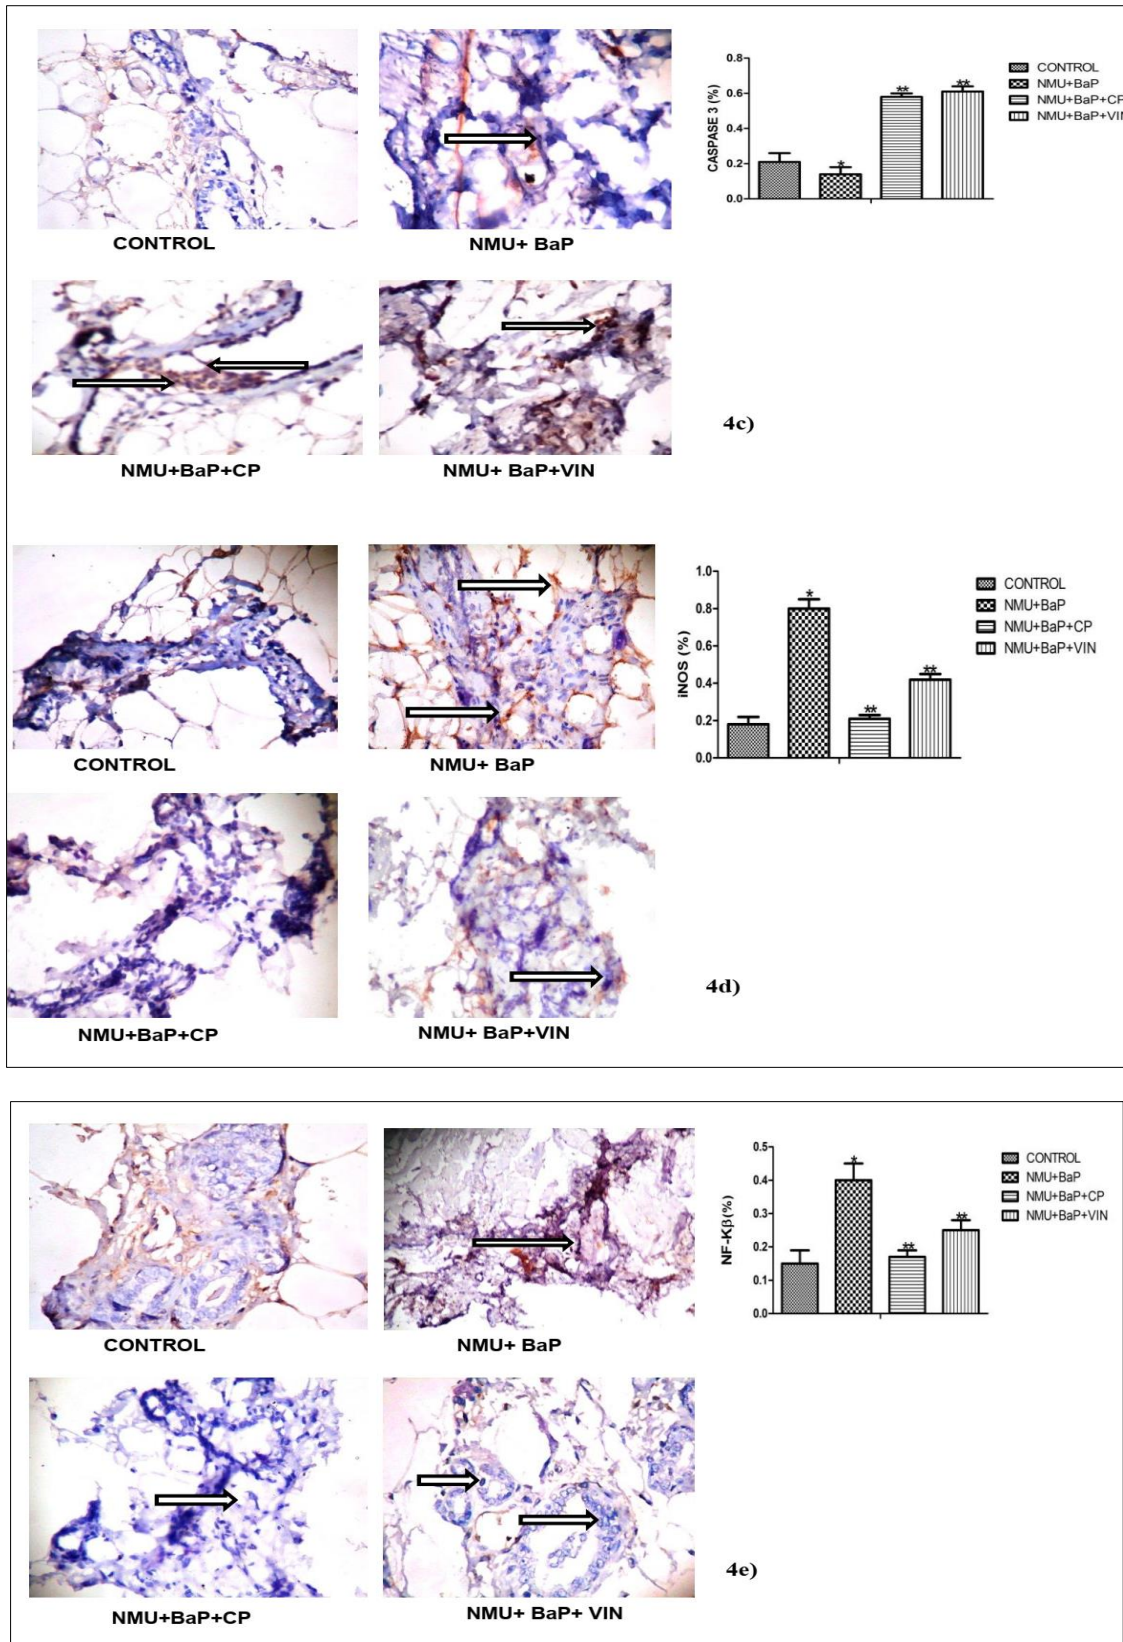 CONTROL
NMU+ BaP
CASPASE 3 (%)
0.8
0.6
0.4
0.2
0.0
*
**
**
CONTROL
NMU+BaP
NMU+BaP+CP
NMU+BaP+VIN
NMU+BaP+CP
NMU+ BaP+VIN
4c)
CONTROL
NMU+ BaP
iNOS (%)
1.0
0.8
0.6
0.4
0.2
0.0
*
**
**
CONTROL
NMU+BaP
NMU+BaP+CP
NMU+BaP+VIN
NMU+BaP+CP
NMU+ BaP+VIN
4d)
CONTROL
NMU+ BaP
NF-Kβ(%)
0.5
0.4
0.3
0.2
0.1
0.0
*
**
**
CONTROL
NMU+BaP
NMU+BaP+CP
NMU+BaP+VIN
NMU+BaP+CP
NMU+ BaP+ VIN
4e)